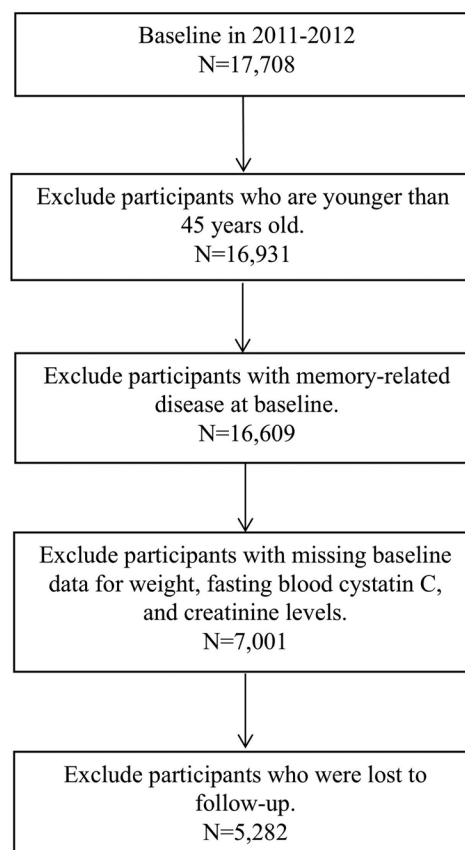 Baseline in 2011-2012
N=17,708
Exclude participants who are younger than
45 years old.
N=16,931
Exclude participants with memory-related
disease at baseline.
N=16,609
Exclude participants with missing baseline
data for weight, fasting blood cystatin C,
and creatinine levels.
N=7,001
Exclude participants who were lost to
follow-up.
N=5,282